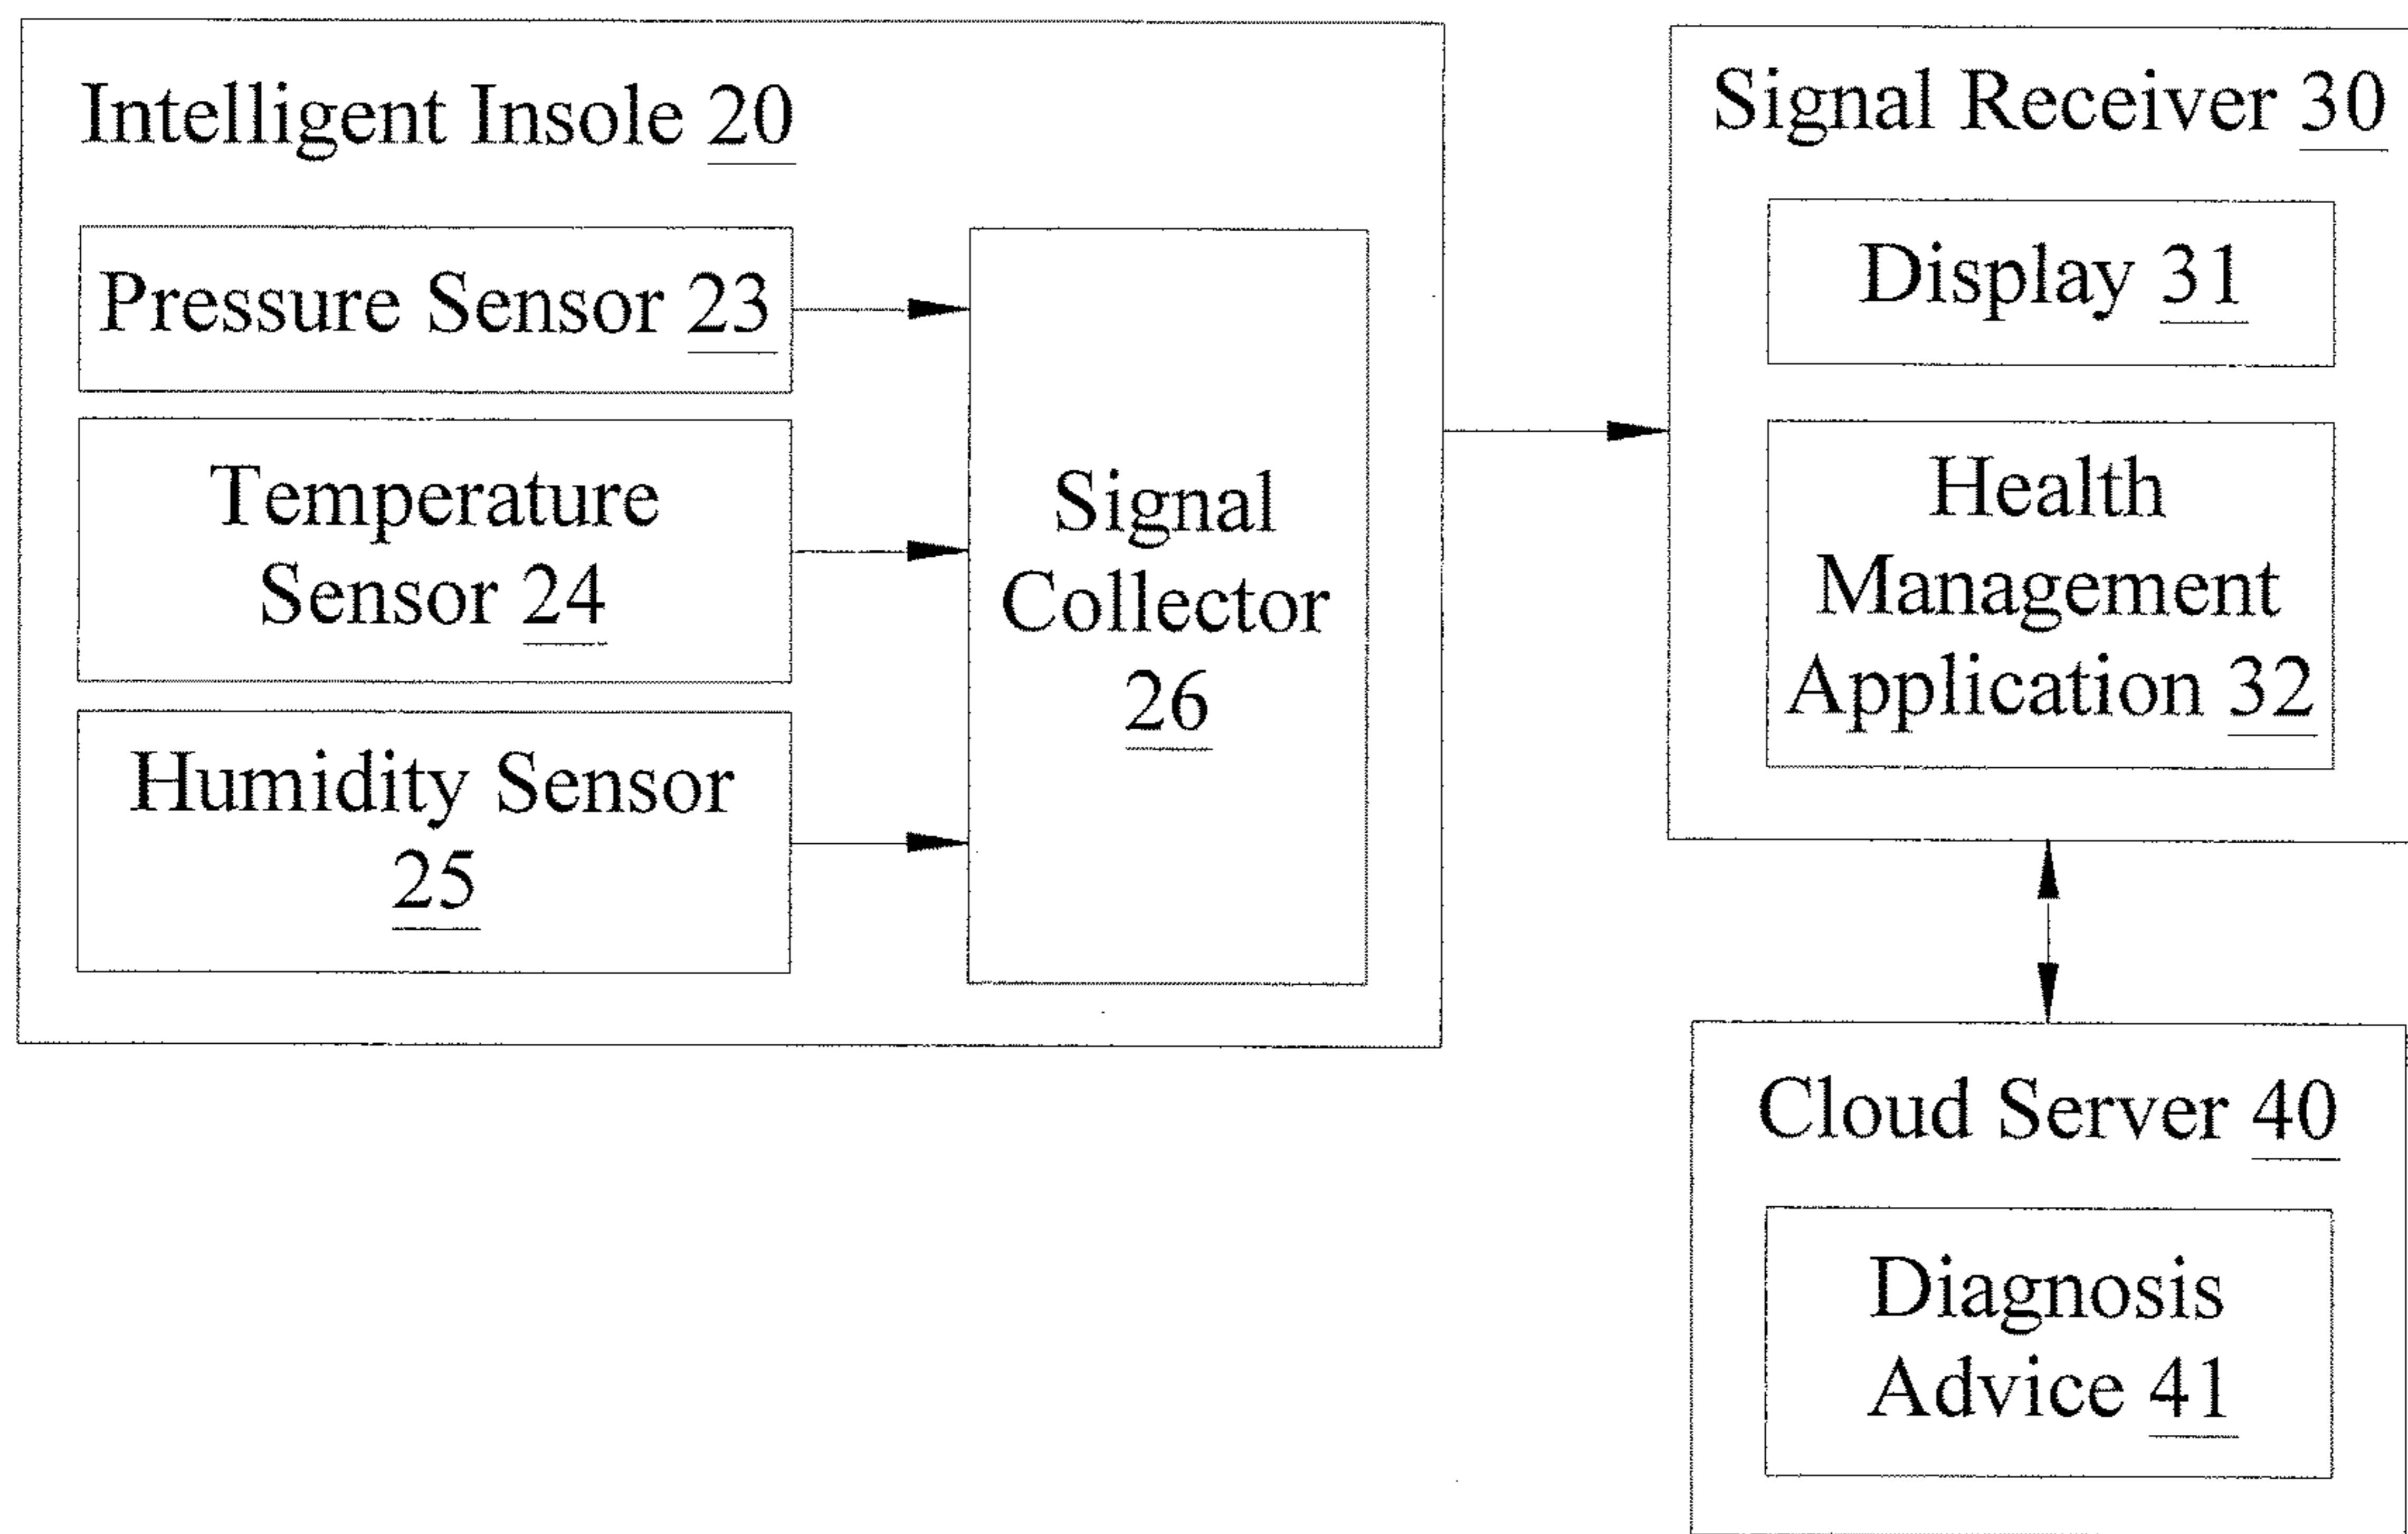 Intelligent Insole 20
Pressure Sensor 23
Temperature
Sensor 24
Humidity Sensor
25
Signal
Collector
26
Signal Receiver 30
Display 31
Health
Management
Application 32
Cloud Server 40
Diagnosis
Advice 41